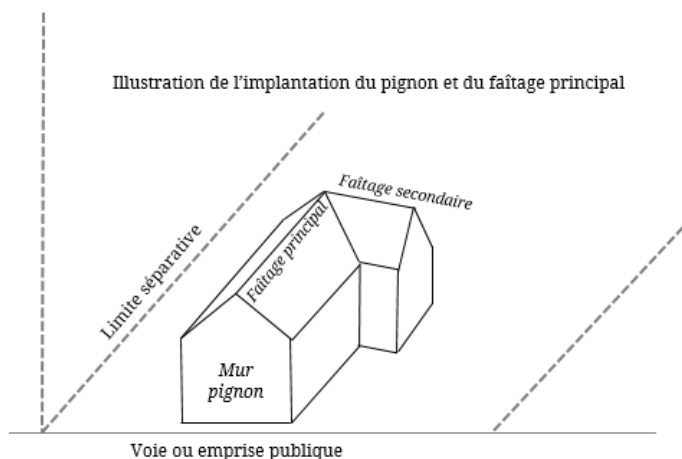 Illustration de l'implantation du pignon et du faîtage principal
Faîtage secondaire
Faîtage principal
Limite séparative
Mur
pignon
Voie ou emprise publique